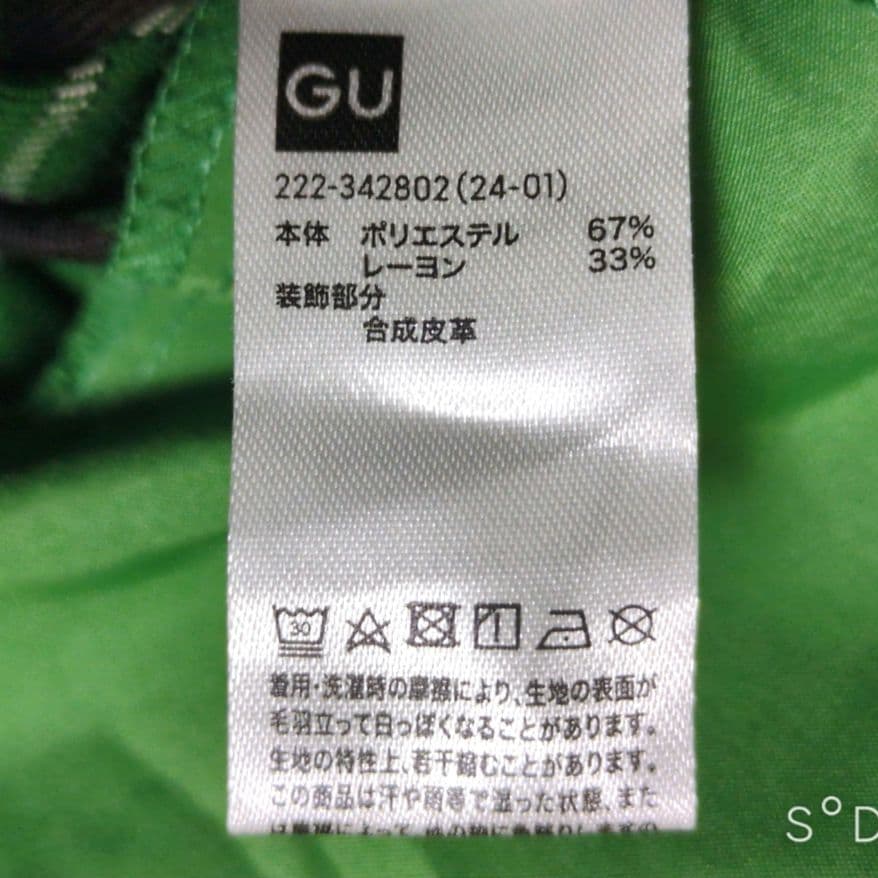 GU
222-342802(24-01)
本体 ポリエステル 67%
レーヨン 33%
装飾部分
合成皮革
30
着用・洗濯時の摩擦により、生地の表面が
毛羽立って白っぽくなることがあります。
生地の特性上、若干縮むことがあります。
この商品は汗や雨等で湿った状態、また
S°D